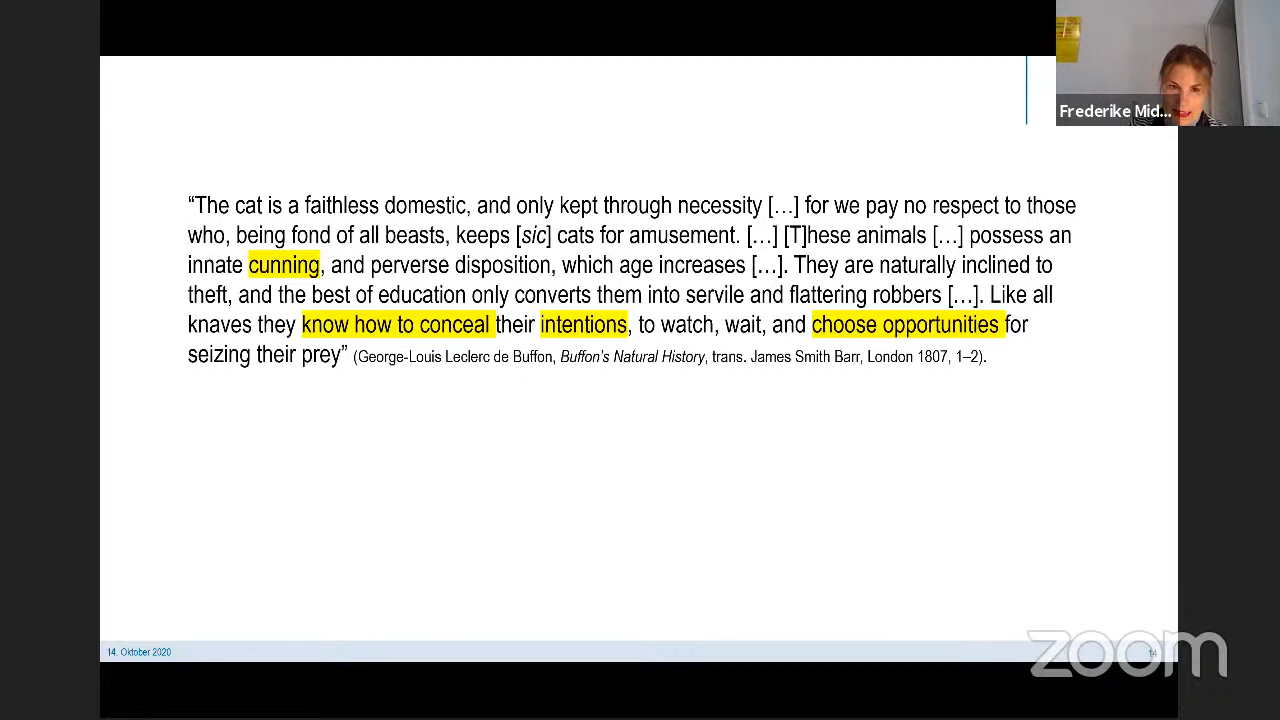 Frederike Mid...
“The cat is a faithless domestic, and only kept through necessity […] for we pay no respect to those
who, being fond of all beasts, keeps [sic] cats for amusement. […] [T]hese animals […] possess an
innate cunning, and perverse disposition, which age increases […]. They are naturally inclined to
theft, and the best of education only converts them into servile and flattering robbers […]. Like all
knaves they know how to conceal their intentions, to watch, wait, and choose opportunities for
seizing their prey” (George-Louis Leclerc de Buffon, Buffon’s Natural History, trans. James Smith Barr, London 1807, 1–2).
14. Oktober 2020
14
zoom